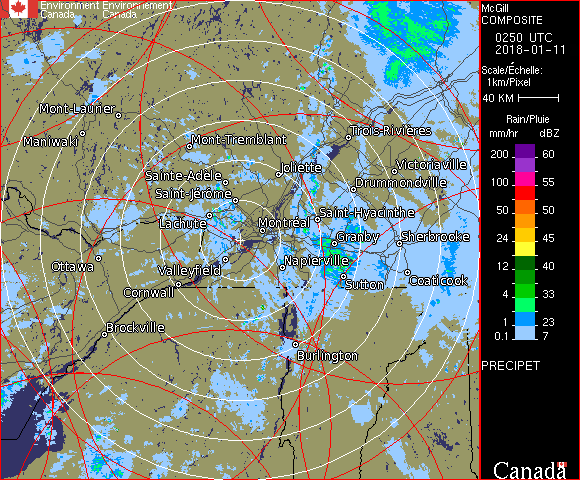 Environment Environnement
Canada Canada
Mont-Laurier
Maniwaki
Mont-Tremblant
Trois-Rivières
Joliette
Victoriaville
Sainte-Adèle
Drummondville
Saint-Jérôme
Lachute
Montréal
Saint-Hyacinthe
Granby
Sherbrooke
Ottawa
Valleyfield
Napierville
Coaticook
Sutton
Cornwall
Brockville
Burlington
McGill
COMPOSITE
0250 UTC
2018-01-11
Scale/Échelle:
1km/Pixel
40 KM
Rain/Pluie
mm/hr dBZ
200 60
100 55
50 50
24 45
12 40
4 33
1 23
0.1 7
PRECIPET
Canada